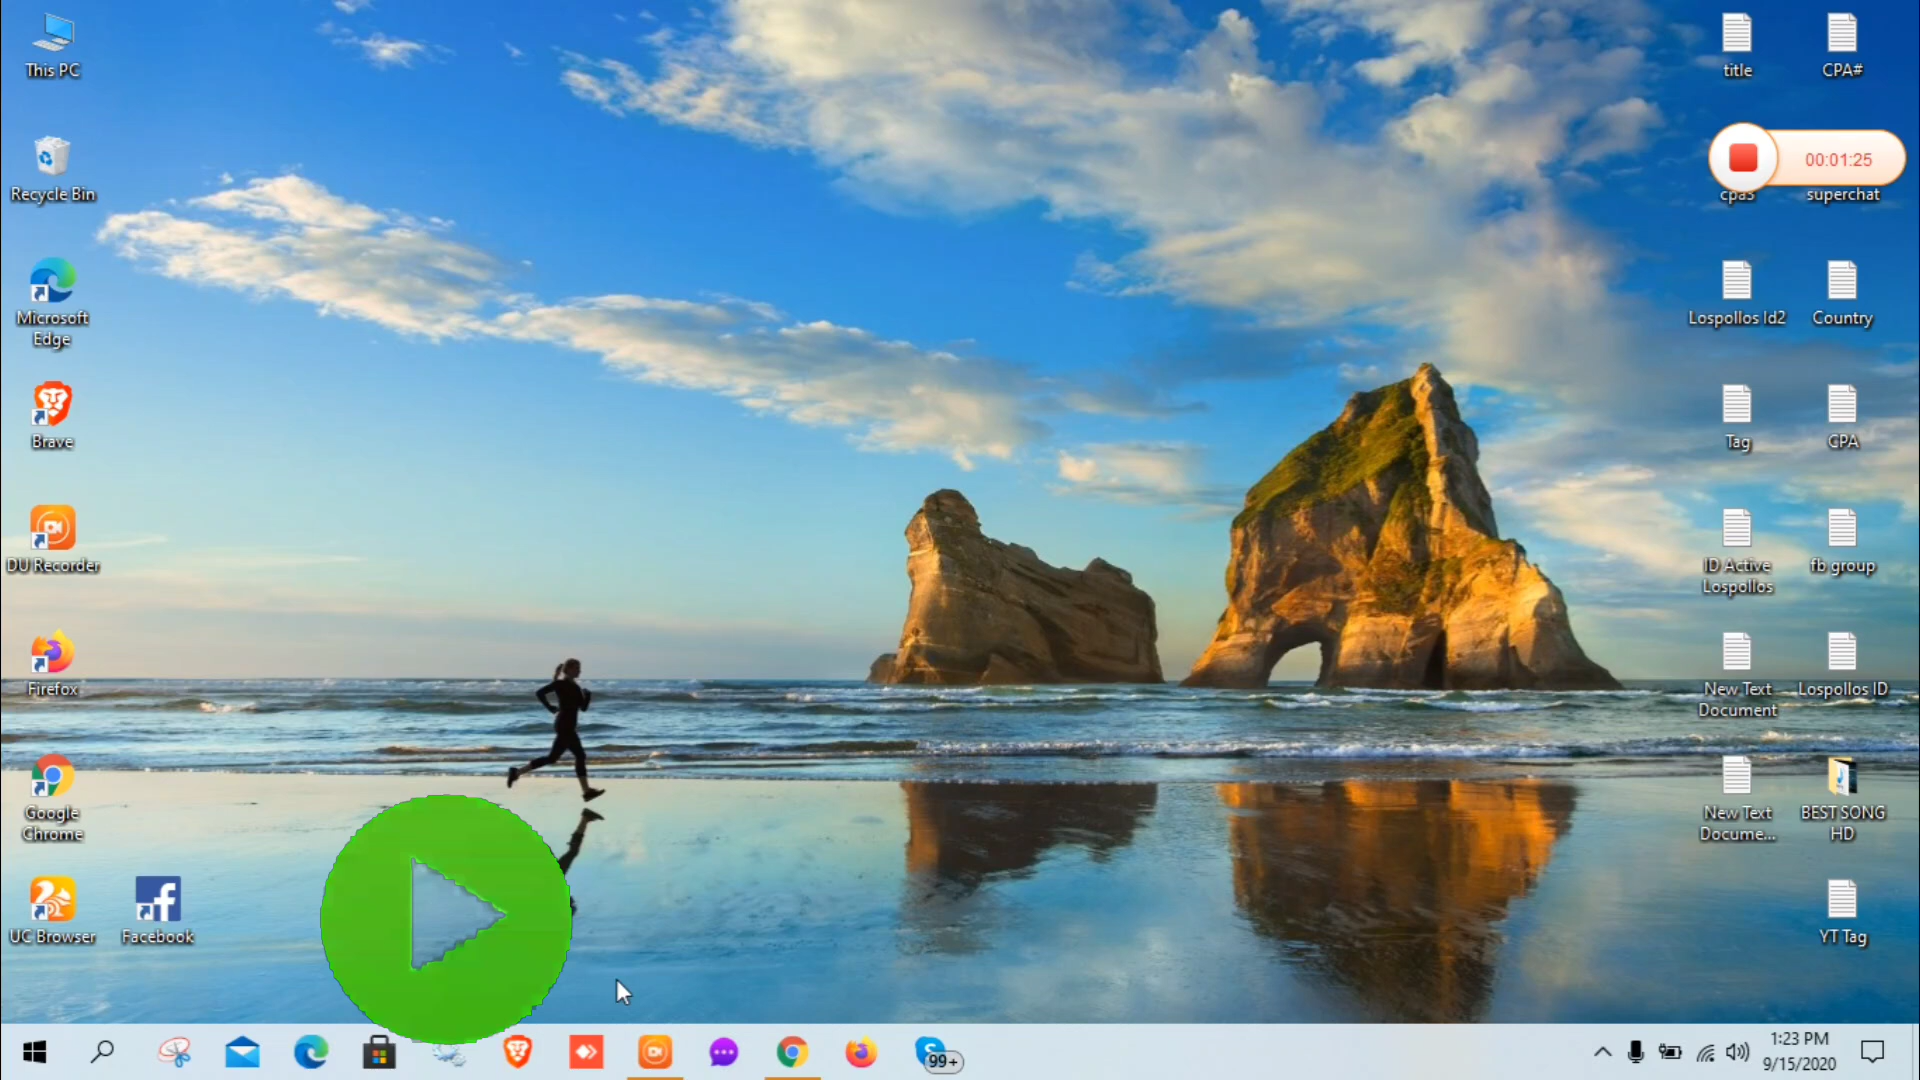 This PC
Recycle Bin
Microsoft
Edge
Brave
DU Recorder
Firefox
Google
Chrome
UC Browser
Facebook
title
CPA#
00:01:25
cpa3
superchat
Lospollos Id2
Country
Tag
CPA
ID Active
Lospollos
fb group
New Text
Document
Lospollos ID
New Text
Docume...
BEST SONG
HD
YT Tag
99+
1:23 PM
9/15/2020